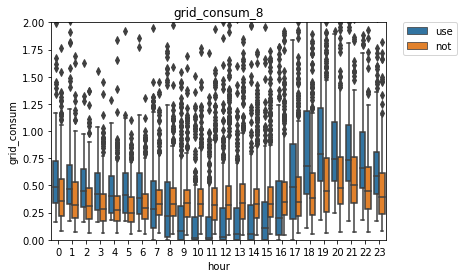 grid_consum_8
2.00
1.75
1.50
1.25
1.00
0.75
0.50
0.25
0.00
grid_consum
0 1 2 3 4 5 6 7 8 9 10 11 12 13 14 15 16 17 18 19 20 21 22 23
hour
use
not